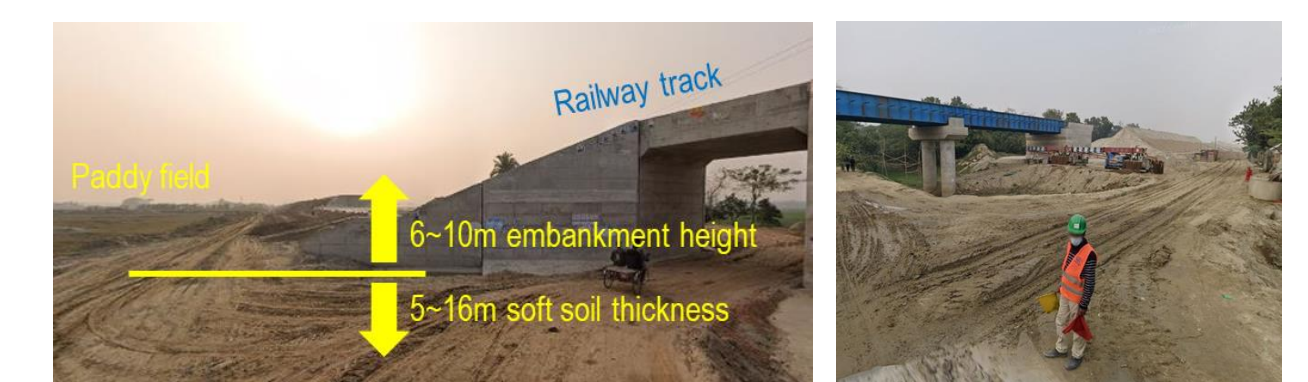 Railway track
Paddy field
6~10m embankment height
5~16m soft soil thickness